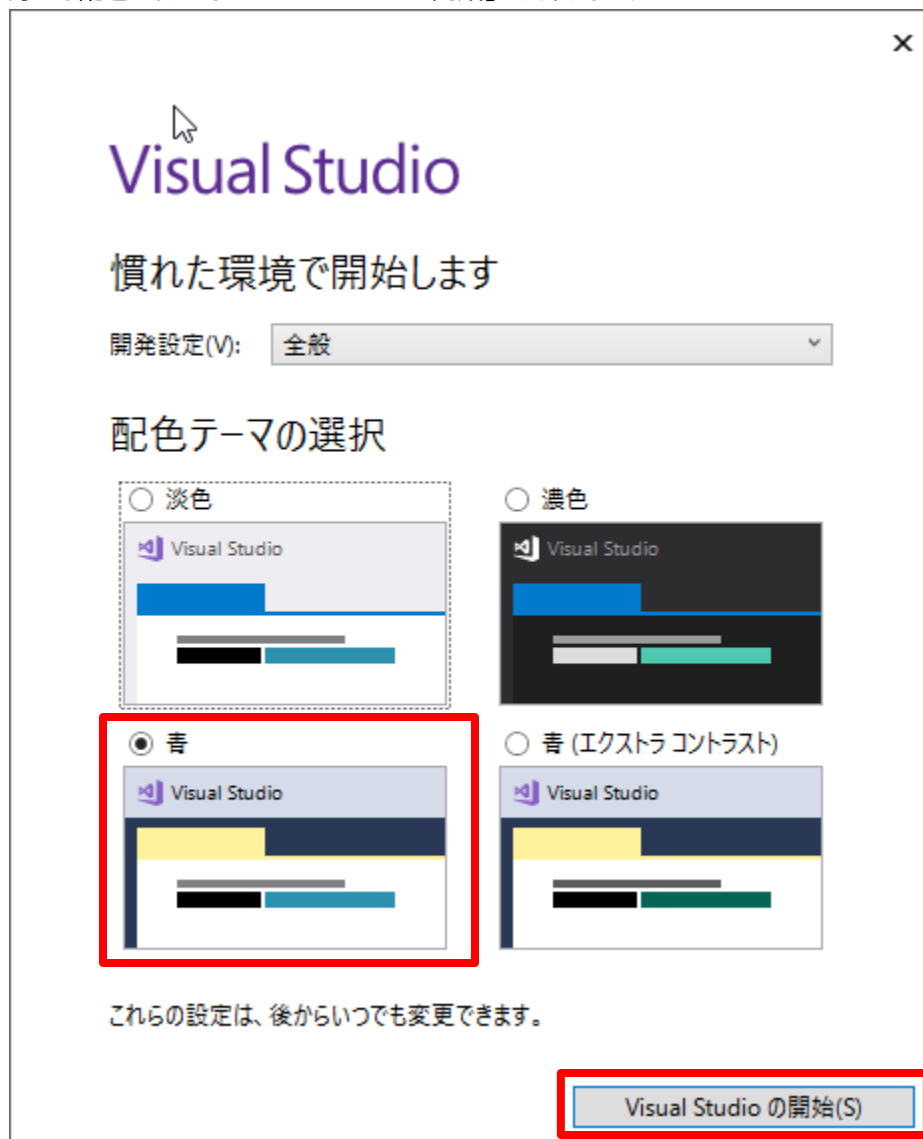 Visual Studio
慣れた環境で開始します
開発設定(V): 全般
配色テーマの選択
淡色
濃色
Visual Studio
Visual Studio
青
青 (エクストラ コントラスト)
Visual Studio
Visual Studio
これらの設定は、後からいつでも変更できます。
Visual Studio の開始(S)